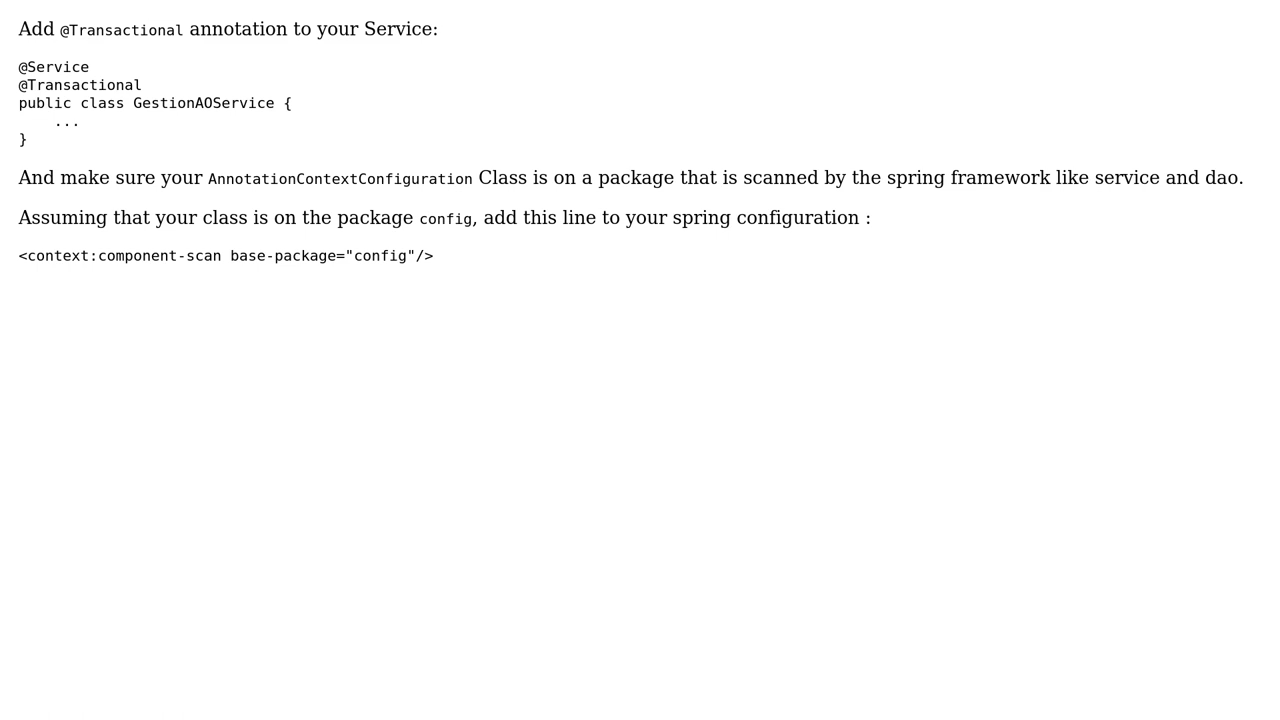 Add @Transactional annotation to your Service:
@Service
@Transactional
public class GestionAOService {
    ...
}
And make sure your AnnotationContextConfiguration Class is on a package that is scanned by the spring framework like service and dao.
Assuming that your class is on the package config, add this line to your spring configuration :
<context:component-scan base-package="config"/>